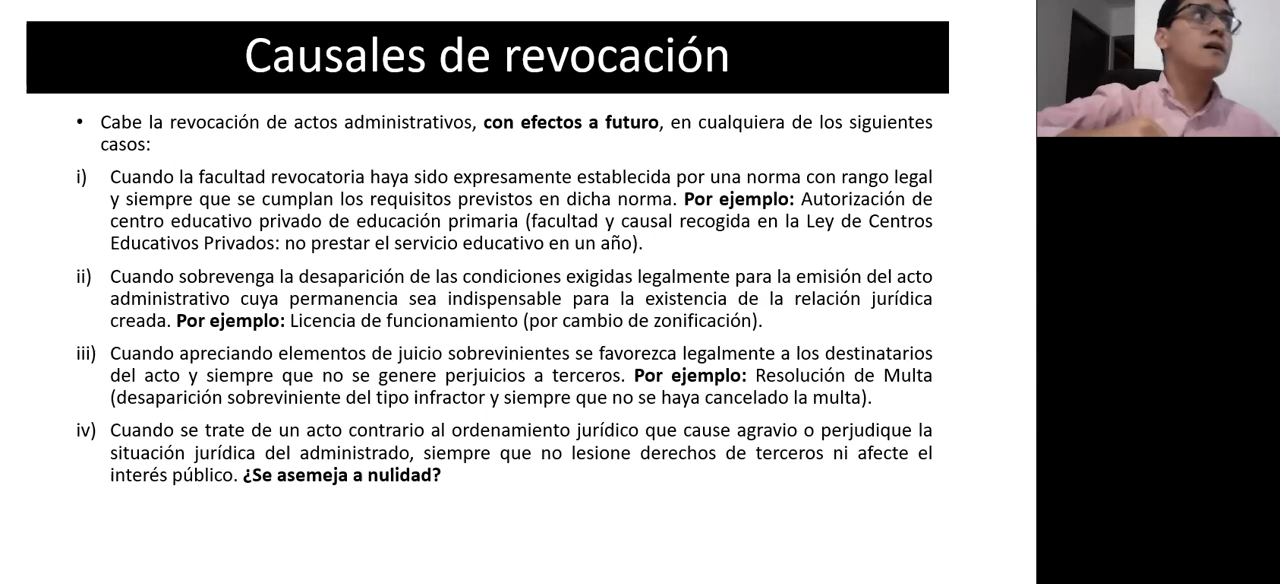 Causales de revocación
• Cabe la revocación de actos administrativos, con efectos a futuro, en cualquiera de los siguientes
casos:
i) Cuando la facultad revocatoria haya sido expresamente establecida por una norma con rango legal
y siempre que se cumplan los requisitos previstos en dicha norma. Por ejemplo: Autorización de
centro educativo privado de educación primaria (facultad y causal recogida en la Ley de Centros
Educativos Privados: no prestar el servicio educativo en un año).
ii) Cuando sobrevenga la desaparición de las condiciones exigidas legalmente para la emisión del acto
administrativo cuya permanencia sea indispensable para la existencia de la relación jurídica
creada. Por ejemplo: Licencia de funcionamiento (por cambio de zonificación).
iii) Cuando apreciando elementos de juicio sobrevinientes se favorezca legalmente a los destinatarios
del acto y siempre que no se genere perjuicios a terceros. Por ejemplo: Resolución de Multa
(desaparición sobreviniente del tipo infractor y siempre que no se haya cancelado la multa).
iv) Cuando se trate de un acto contrario al ordenamiento jurídico que cause agravio o perjudique la
situación jurídica del administrado, siempre que no lesione derechos de terceros ni afecte el
interés público. ¿Se asemeja a nulidad?